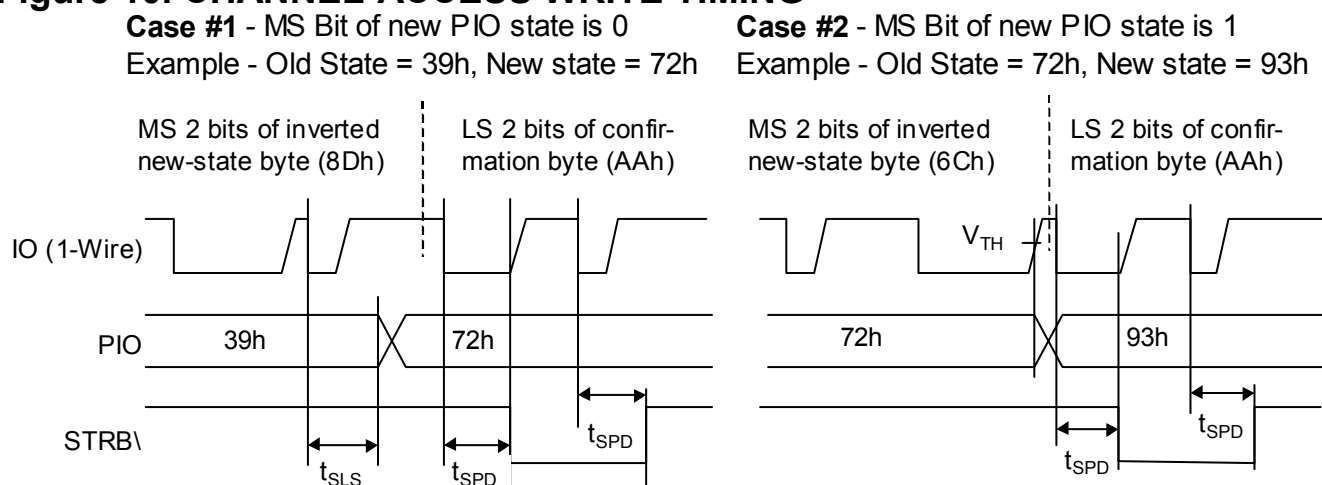 Case #1 - MS Bit of new PIO state is 0
Example - Old State = 39h, New state = 72h
MS 2 bits of inverted
new-state byte (8Dh)
LS 2 bits of confir-
mation byte (AAh)
IO (1-Wire)
PIO
39h
72h
STRB\
tSLS
tSPD
tSPD
Case #2 - MS Bit of new PIO state is 1
Example - Old State = 72h, New state = 93h
MS 2 bits of inverted
new-state byte (6Ch)
LS 2 bits of confir-
mation byte (AAh)
VTH
72h
93h
tSPD
tSPD